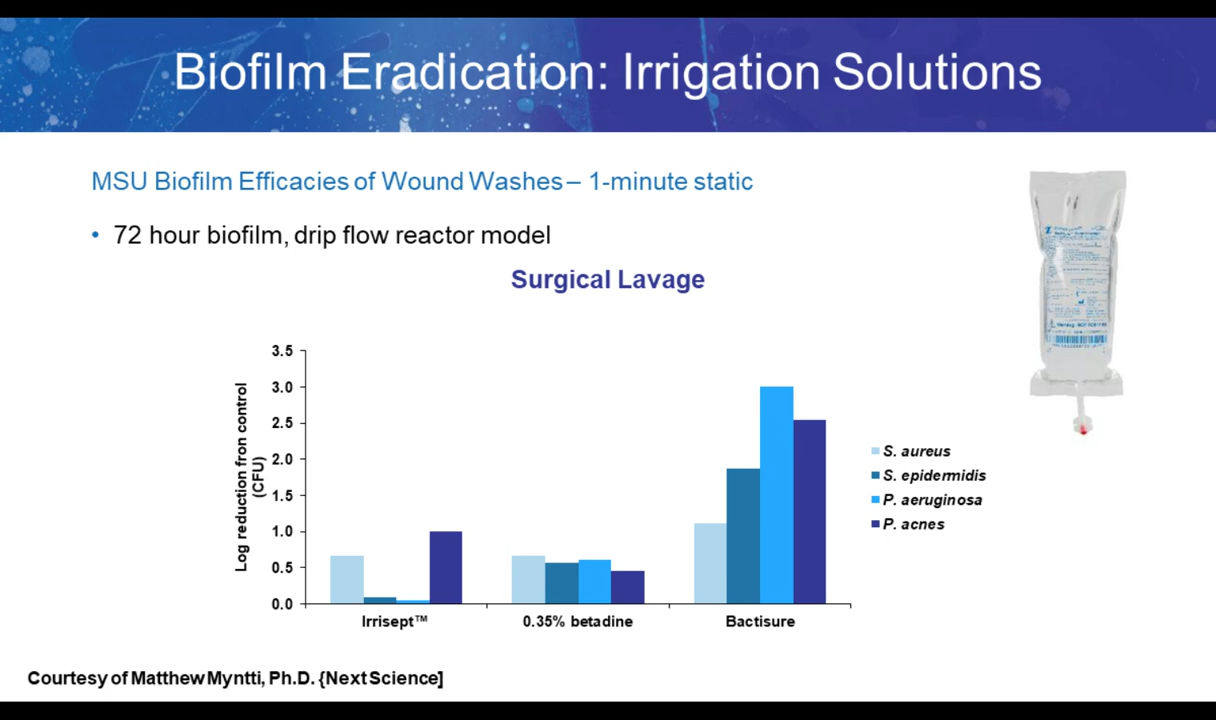 Biofilm Eradication: Irrigation Solutions
MSU Biofilm Efficacies of Wound Washes – 1-minute static
• 72 hour biofilm, drip flow reactor model
Surgical Lavage
Log reduction fron control
(CFU)
3.5
3.0
2.5
2.0
1.5
1.0
0.5
0.0
Irrisept™ 0.35% betadine Bactisure
S. aureus
S. epidermidis
P. aeruginosa
P. acnes
Courtesy of Matthew Myntti, Ph.D. {Next Science]